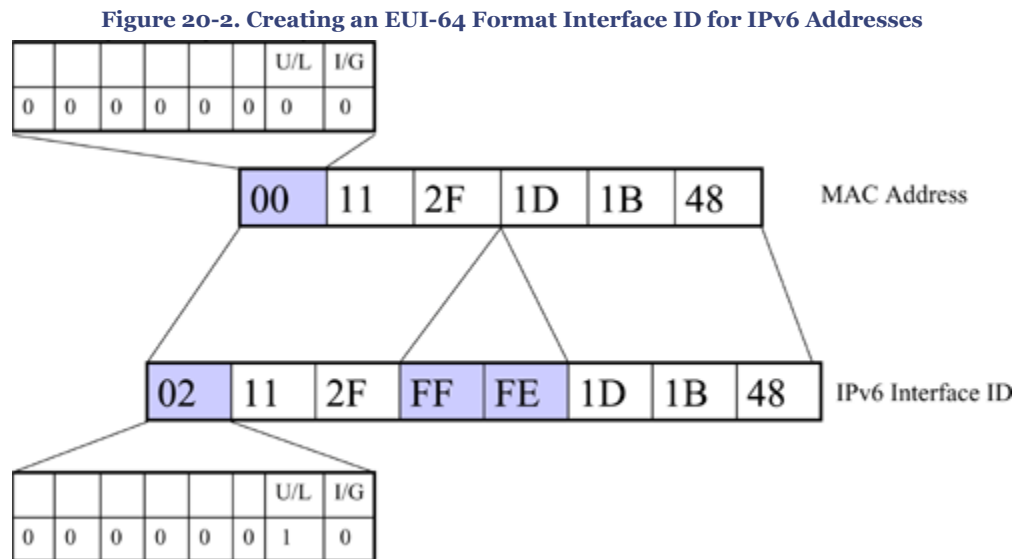 Figure 20-2. Creating an EUI-64 Format Interface ID for IPv6 Addresses
U/L I/G
0 0 0 0 0 0 0 0
00 11 2F 1D 1B 48 MAC Address
02 11 2F FF FE 1D 1B 48 IPv6 Interface ID
U/L I/G
0 0 0 0 0 0 1 0